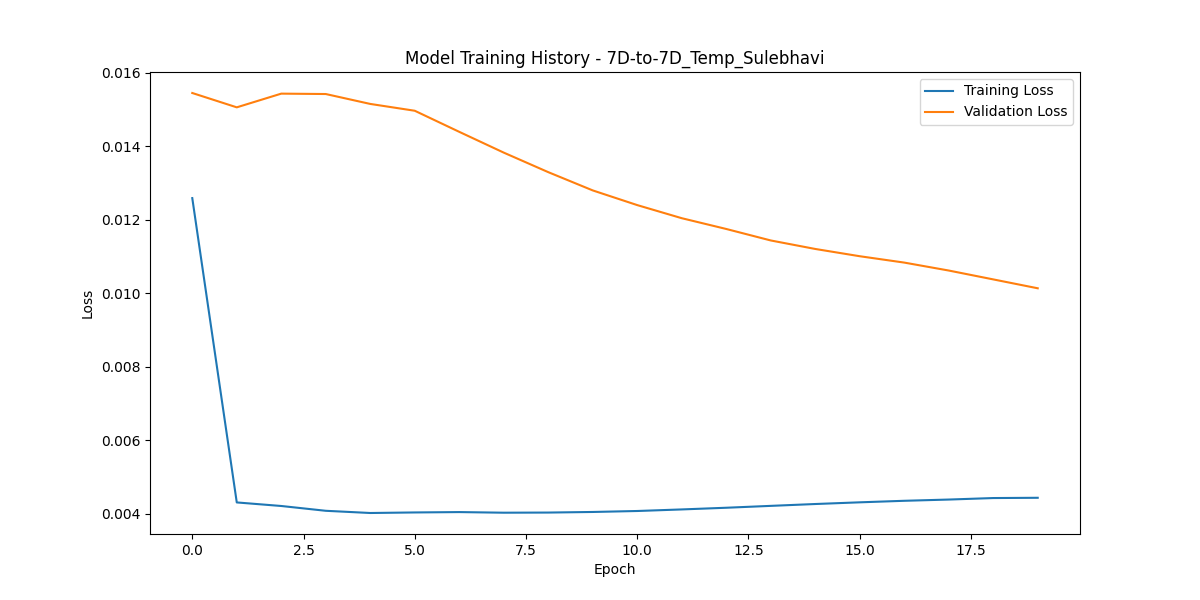 Model Training History - 7D-to-7D_Temp_Sulebhavi
Training Loss
Validation Loss
0.016
0.014
0.012
0.010
0.008
0.006
0.004
Loss
0.0 2.5 5.0 7.5 10.0 12.5 15.0 17.5
Epoch